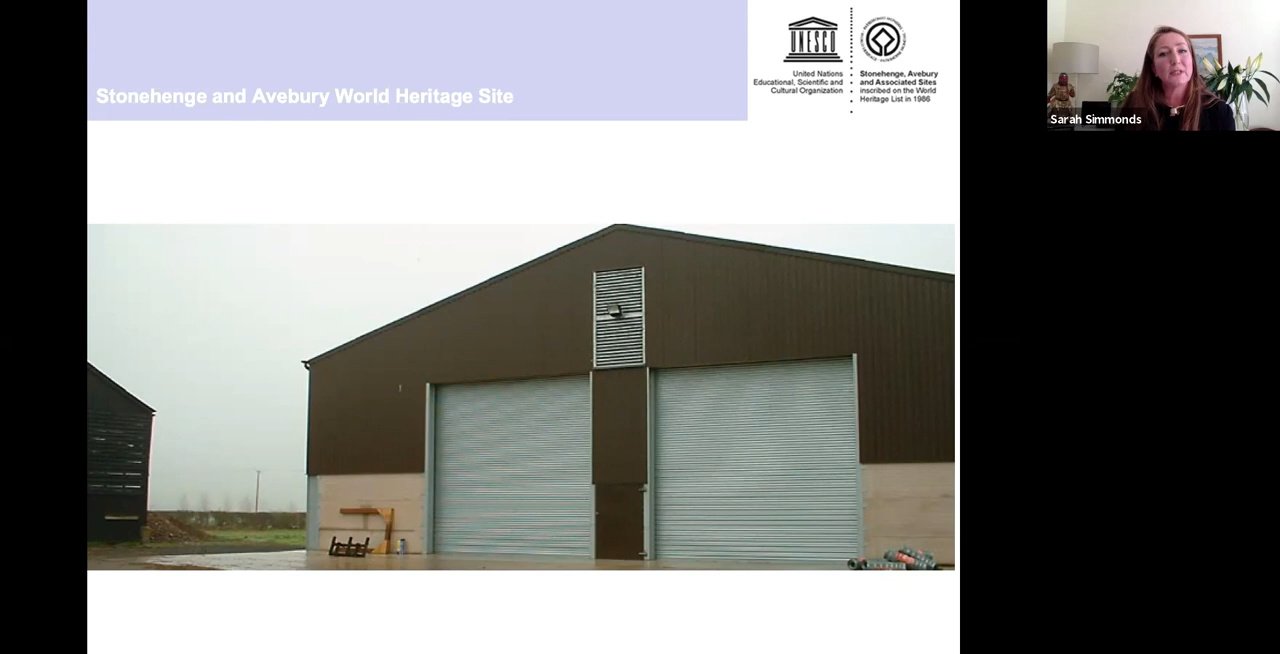 Stonehenge and Avebury World Heritage Site
UNESCO
United Nations
Educational, Scientific and
Cultural Organization
Stonehenge, Avebury
and Associated Sites
inscribed on the World
Heritage List in 1986
Sarah Simmonds